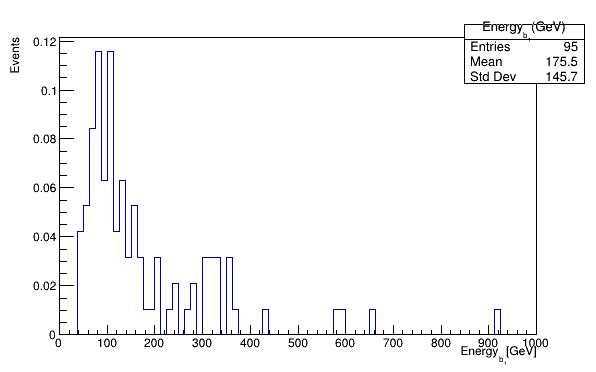 Energy_b₁(GeV)
Entries 95
Mean 175.5
Std Dev 145.7
Events
0.12
0.1
0.08
0.06
0.04
0.02
0
0 100 200 300 400 500 600 700 800 900 1000
Energy_b₁[GeV]